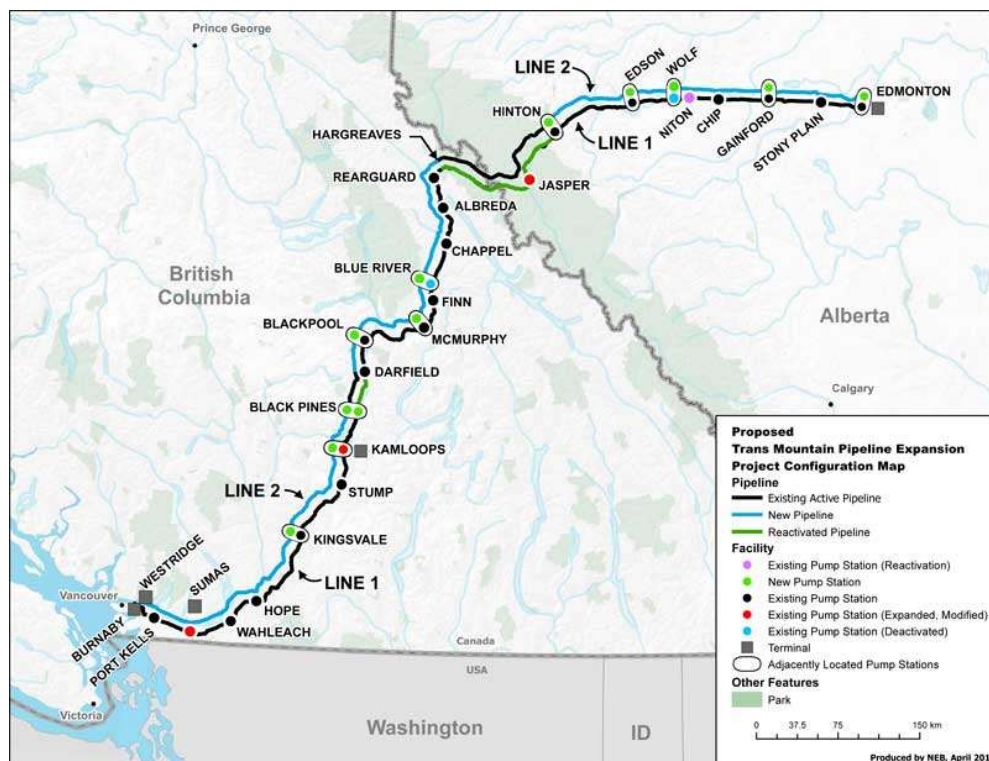 Prince George
EDSON
WOLF
LINE 2
EDMONTON
HINTON
NITON
CHIP
GAINFORD
STONY PLAIN
LINE 1
HARGREAVES
REARGUARD
JASPER
ALBREDA
CHAPPEL
British
Columbia
BLUE RIVER
FINN
Alberta
BLACKPOOL
MCMURPHY
DARFIELD
Calgary
BLACK PINES
KAMLOOPS
STUMP
LINE 2
KINGSVALE
LINE 1
WESTRIDGE
SUMAS
Vancouver
HOPE
BURNABY
WAHLEACH
PORT KELLS
Canada
USA
Victoria
Washington
ID
Proposed
Trans Mountain Pipeline Expansion
Project Configuration Map
Pipeline
Existing Active Pipeline
New Pipeline
Reactivated Pipeline
Facility
Existing Pump Station (Reactivation)
New Pump Station
Existing Pump Station
Existing Pump Station (Expanded, Modified)
Existing Pump Station (Deactivated)
Terminal
Adjacently Located Pump Stations
Other Features
Park
0 37.5 75 150 km
Produced by NEB, April 201